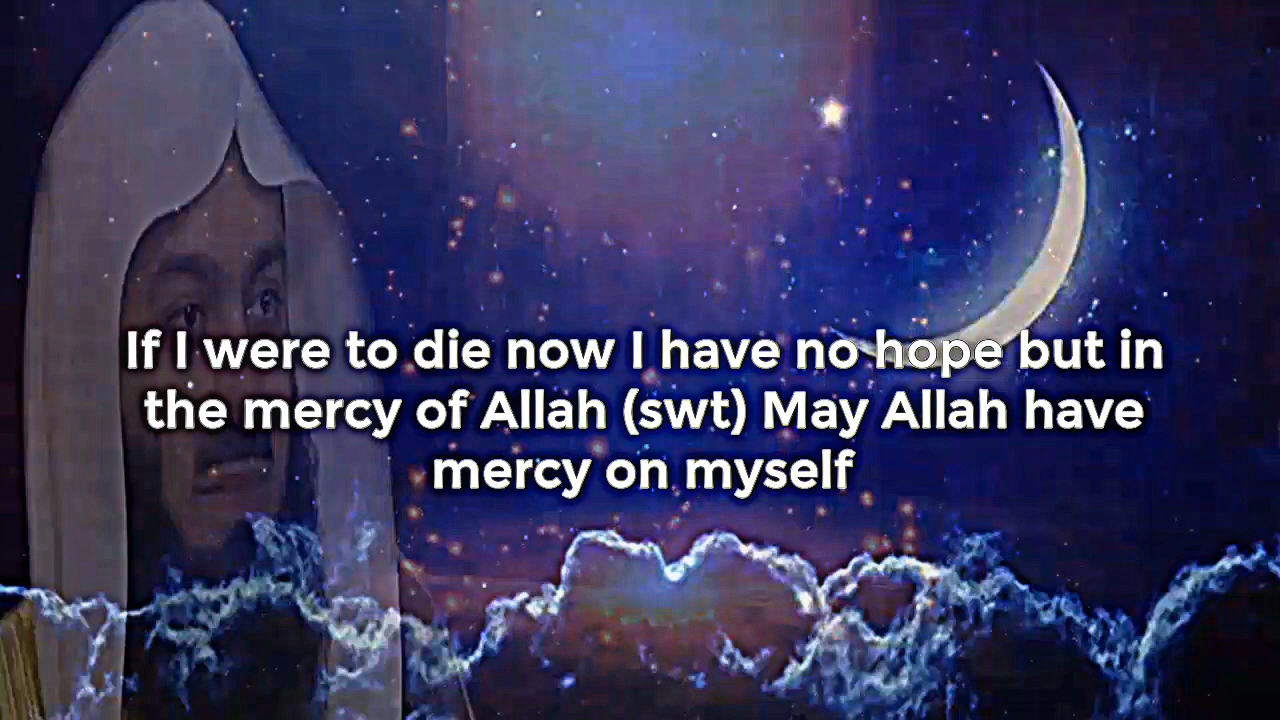 If I were to die now I have no hope but in
the mercy of Allah (swt) May Allah have
mercy on myself